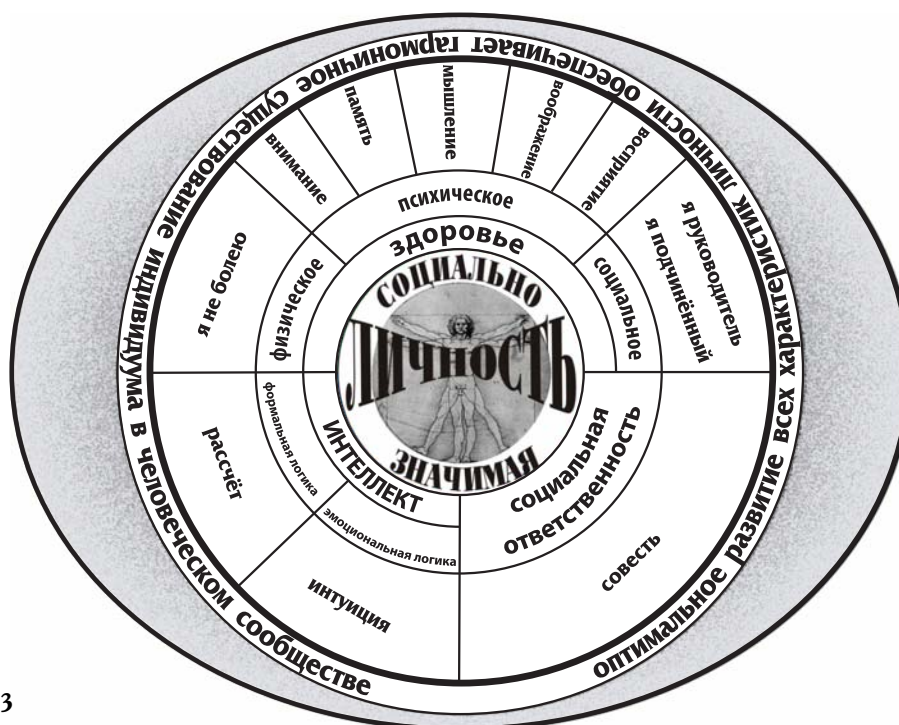 оптимальное развитие всех характеристик личности обеспечивает гармоничное существование индивидуума в человеческом сообществе
внимание
память
мышление
воображение
восприятие
психическое
здоровье
я не болею
физическое
социальное
я руководитель
я подчинённый
СОЦИАЛЬНО
ЛИЧНОСТЬ
ЗНАЧИМАЯ
рассчёт
формальная логика
ИНТЕЛЛЕКТ
эмоциональная логика
интуиция
социальная
ответственность
совесть
3